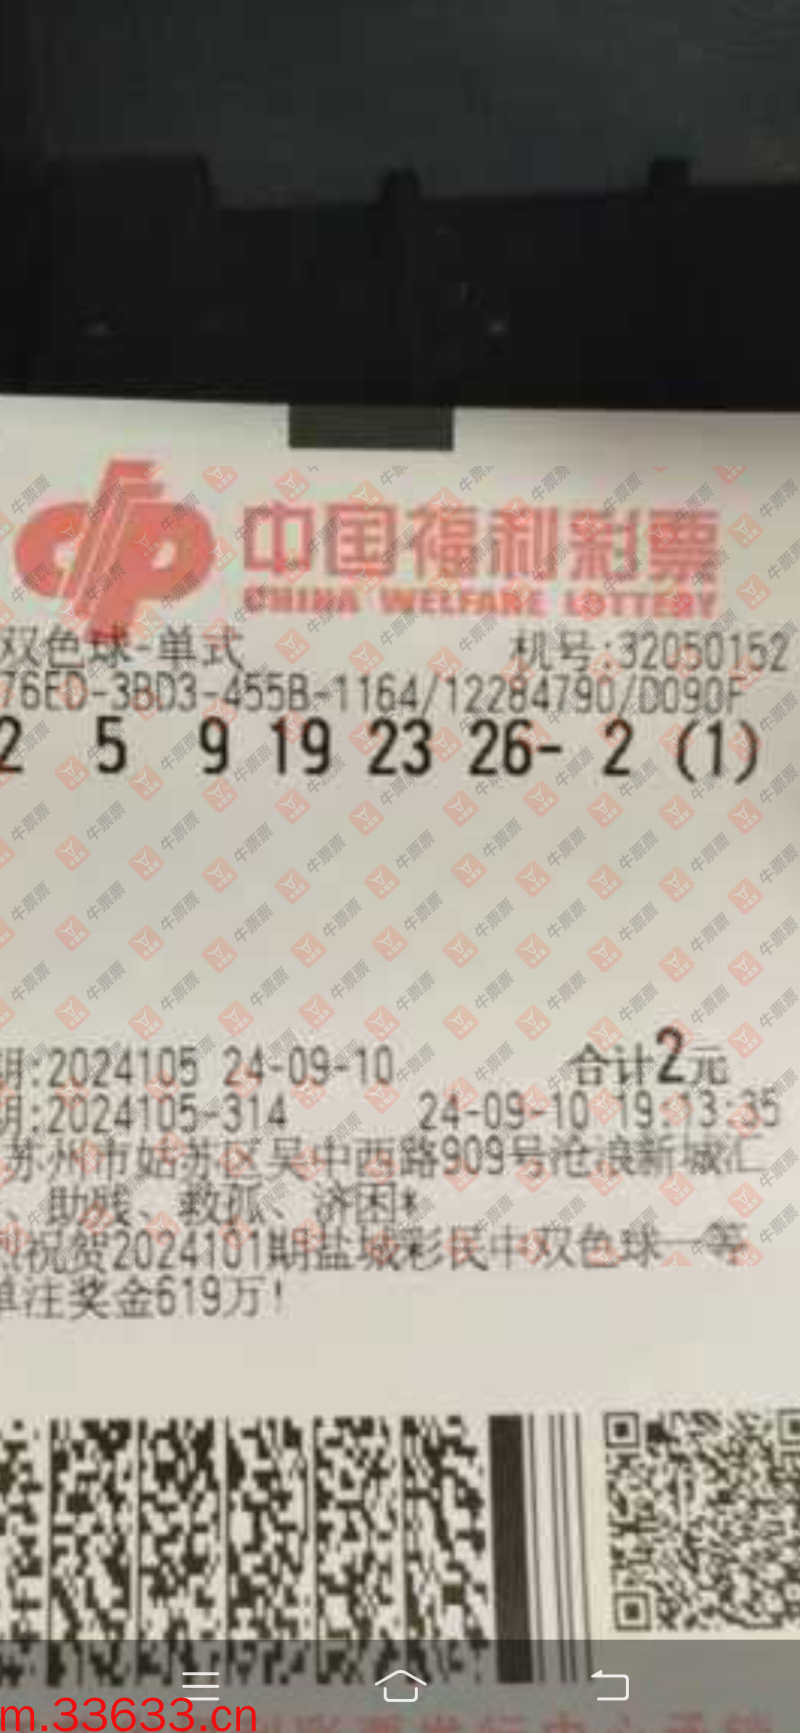 中国福利彩票
CHINA WELFARE LOTTERY
双色球-单式 机号:32050152
76ED-3BD3-455B-1164/12284790/D090F
2 5 9 19 23 26- 2 (1)
期:2024105 24-09-10 合计2元
期:2024105-314 24-09-10 19:13:35
苏州市姑苏区吴中西路909号沧浪新城汇
、助残、救孤、济困*
祝贺2024101期盐城彩民中双色球一等
单注奖金619万!
牛票票
m.33633.cn